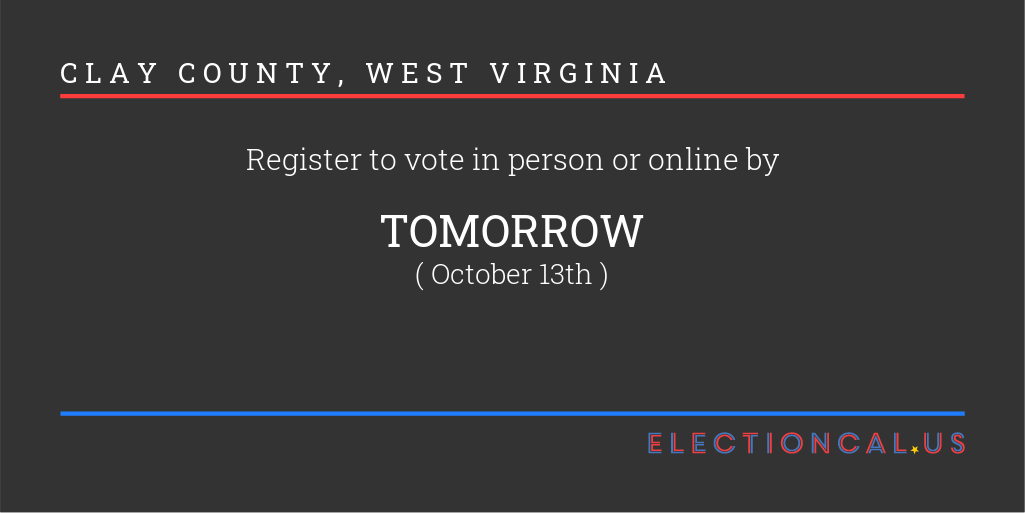 CLAY COUNTY, WEST VIRGINIA
Register to vote in person or online by
TOMORROW
( October 13th )
ELECTIONCAL.US